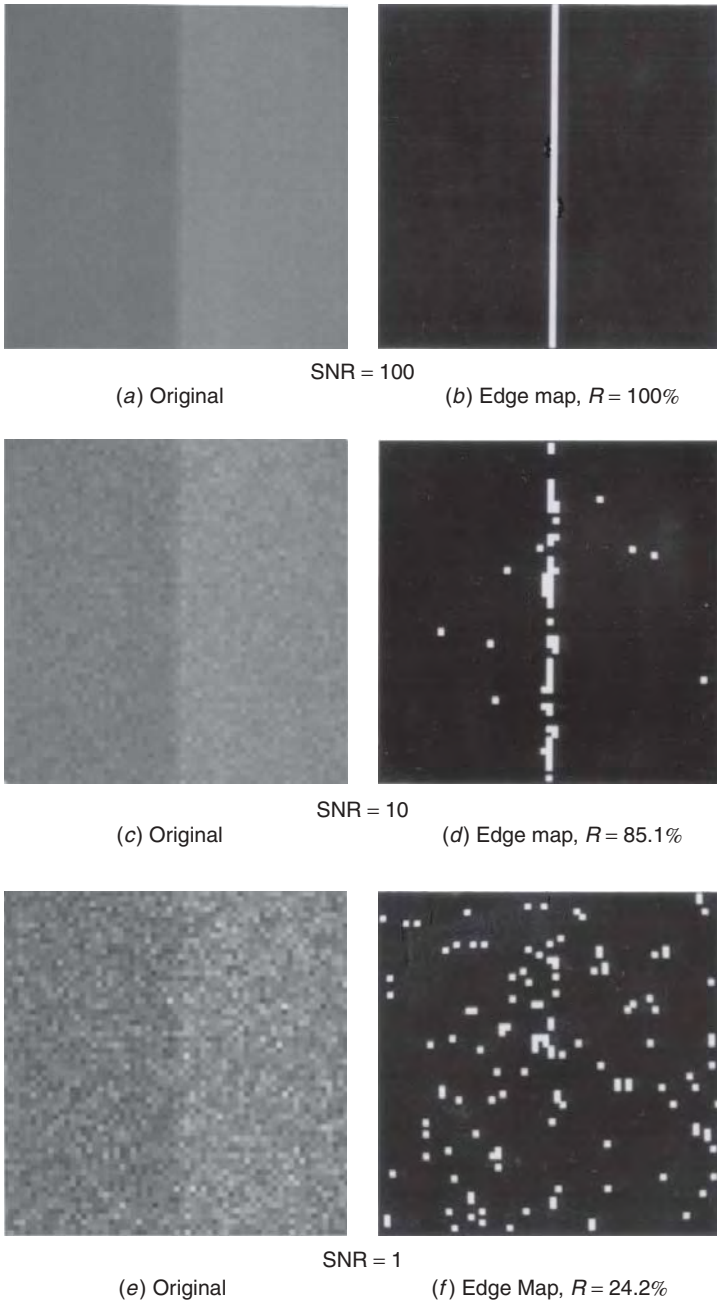 SNR = 100
(a) Original
(b) Edge map, R = 100%
SNR = 10
(c) Original
(d) Edge map, R = 85.1%
SNR = 1
(e) Original
(f) Edge Map, R = 24.2%